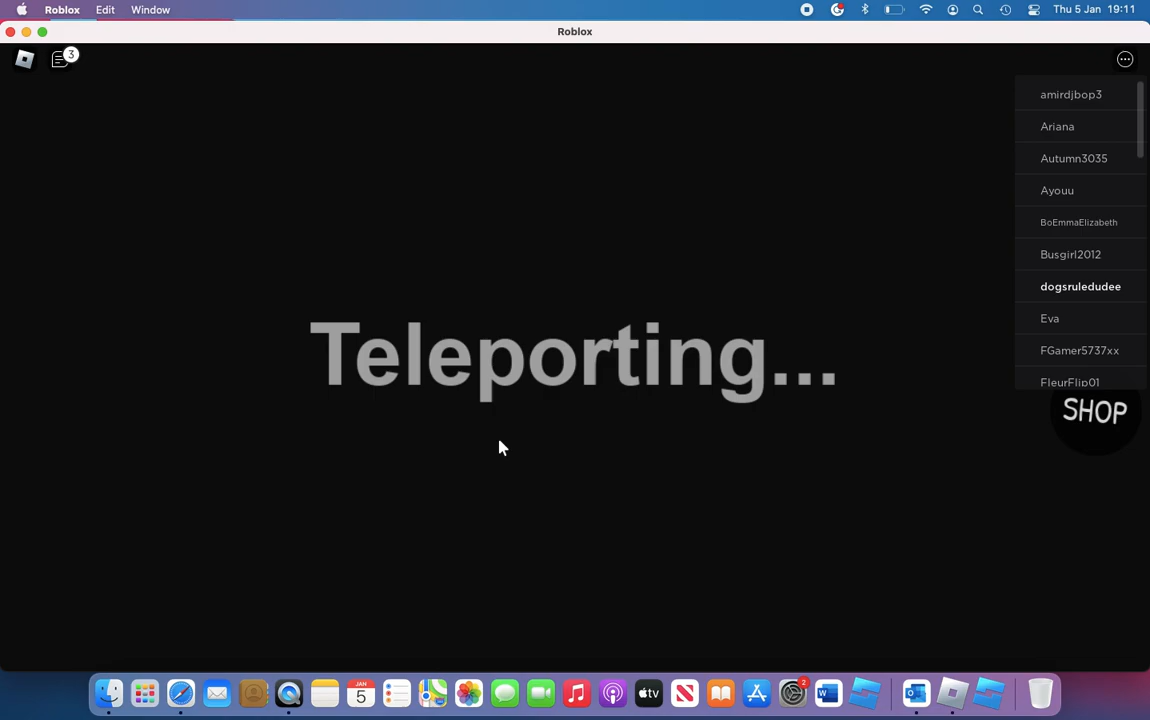 Roblox Edit Window Thu 5 Jan 19:11
Roblox
3
amirdjbop3
Ariana
Autumn3035
Ayouu
BoEmmaElizabeth
Busgirl2012
dogsruledudee
Eva
FGamer5737xx
FleurFlip01
SHOP
Teleporting...
JAN
5
tv
2
W